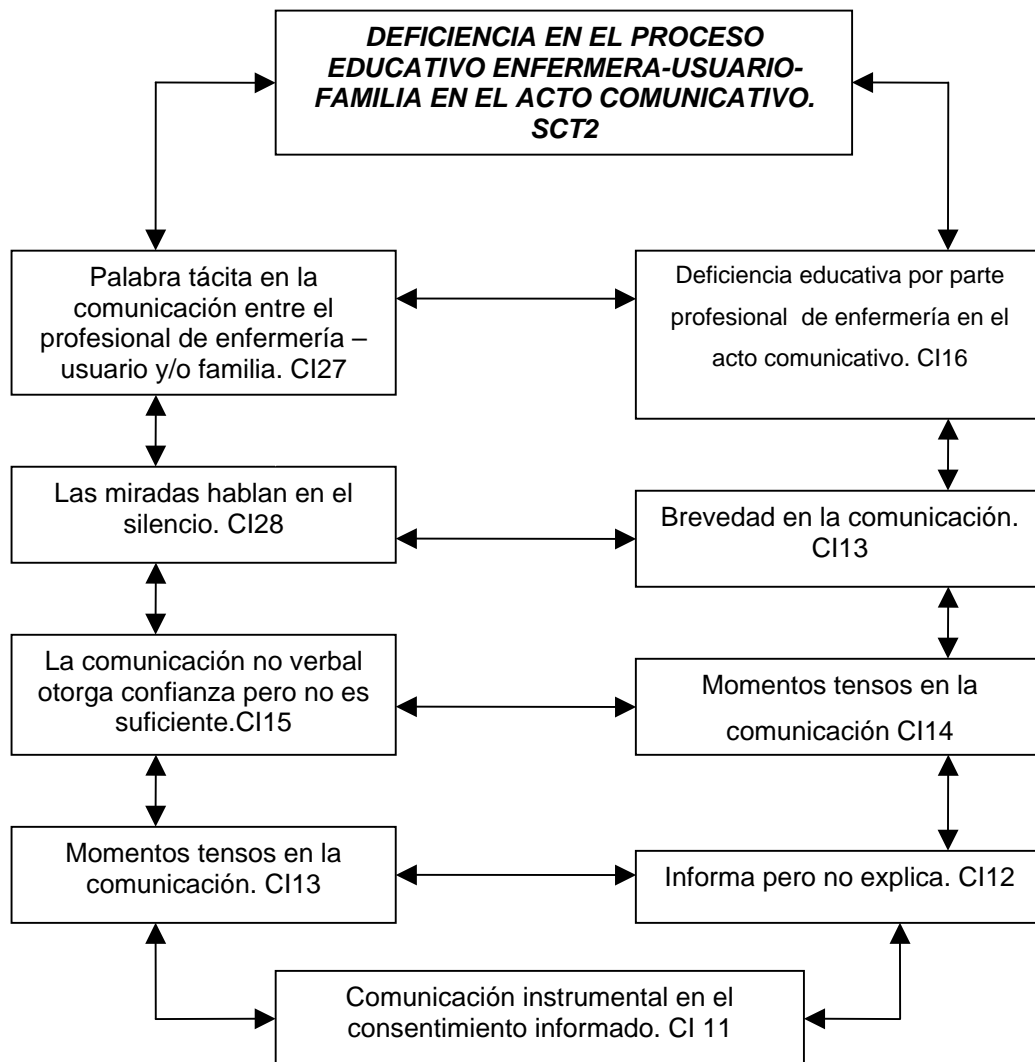 DEFICIENCIA EN EL PROCESO
EDUCATIVO ENFERMERA-USUARIO-
FAMILIA EN EL ACTO COMUNICATIVO.
SCT2
Palabra tácita en la
comunicación entre el
profesional de enfermería –
usuario y/o familia. CI27
Deficiencia educativa por parte
profesional  de enfermería en el
acto comunicativo. CI16
Las miradas hablan en el
silencio. CI28
Brevedad en la comunicación.
CI13
La comunicación no verbal
otorga confianza pero no es
suficiente.CI15
Momentos tensos en la
comunicación CI14
Momentos tensos en la
comunicación. CI13
Informa pero no explica. CI12
Comunicación instrumental en el
consentimiento informado. CI 11